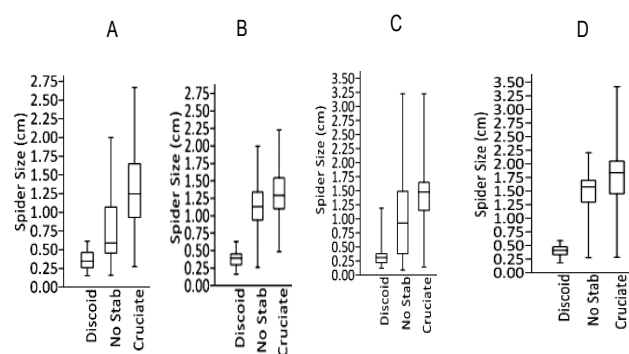 A
B
C
D
Spider Size (cm)
2.75
2.50
2.25
2.00
1.75
1.50
1.25
1.00
0.75
0.50
0.25
0.00
Discoid
No Stab
Cruciate
Spider Size (cm)
2.75
2.50
2.25
2.00
1.75
1.50
1.25
1.00
0.75
0.50
0.25
0.00
Discoid
No Stab
Cruciate
Spider Size (cm)
3.50
3.25
3.00
2.75
2.50
2.25
2.00
1.75
1.50
1.25
1.00
0.75
0.50
0.25
0.00
Discoid
No Stab
Cruciate
Spider Size (cm)
3.50
3.25
3.00
2.75
2.50
2.25
2.00
1.75
1.50
1.25
1.00
0.75
0.50
0.25
0.00
Discoid
No Stab
Cruciate